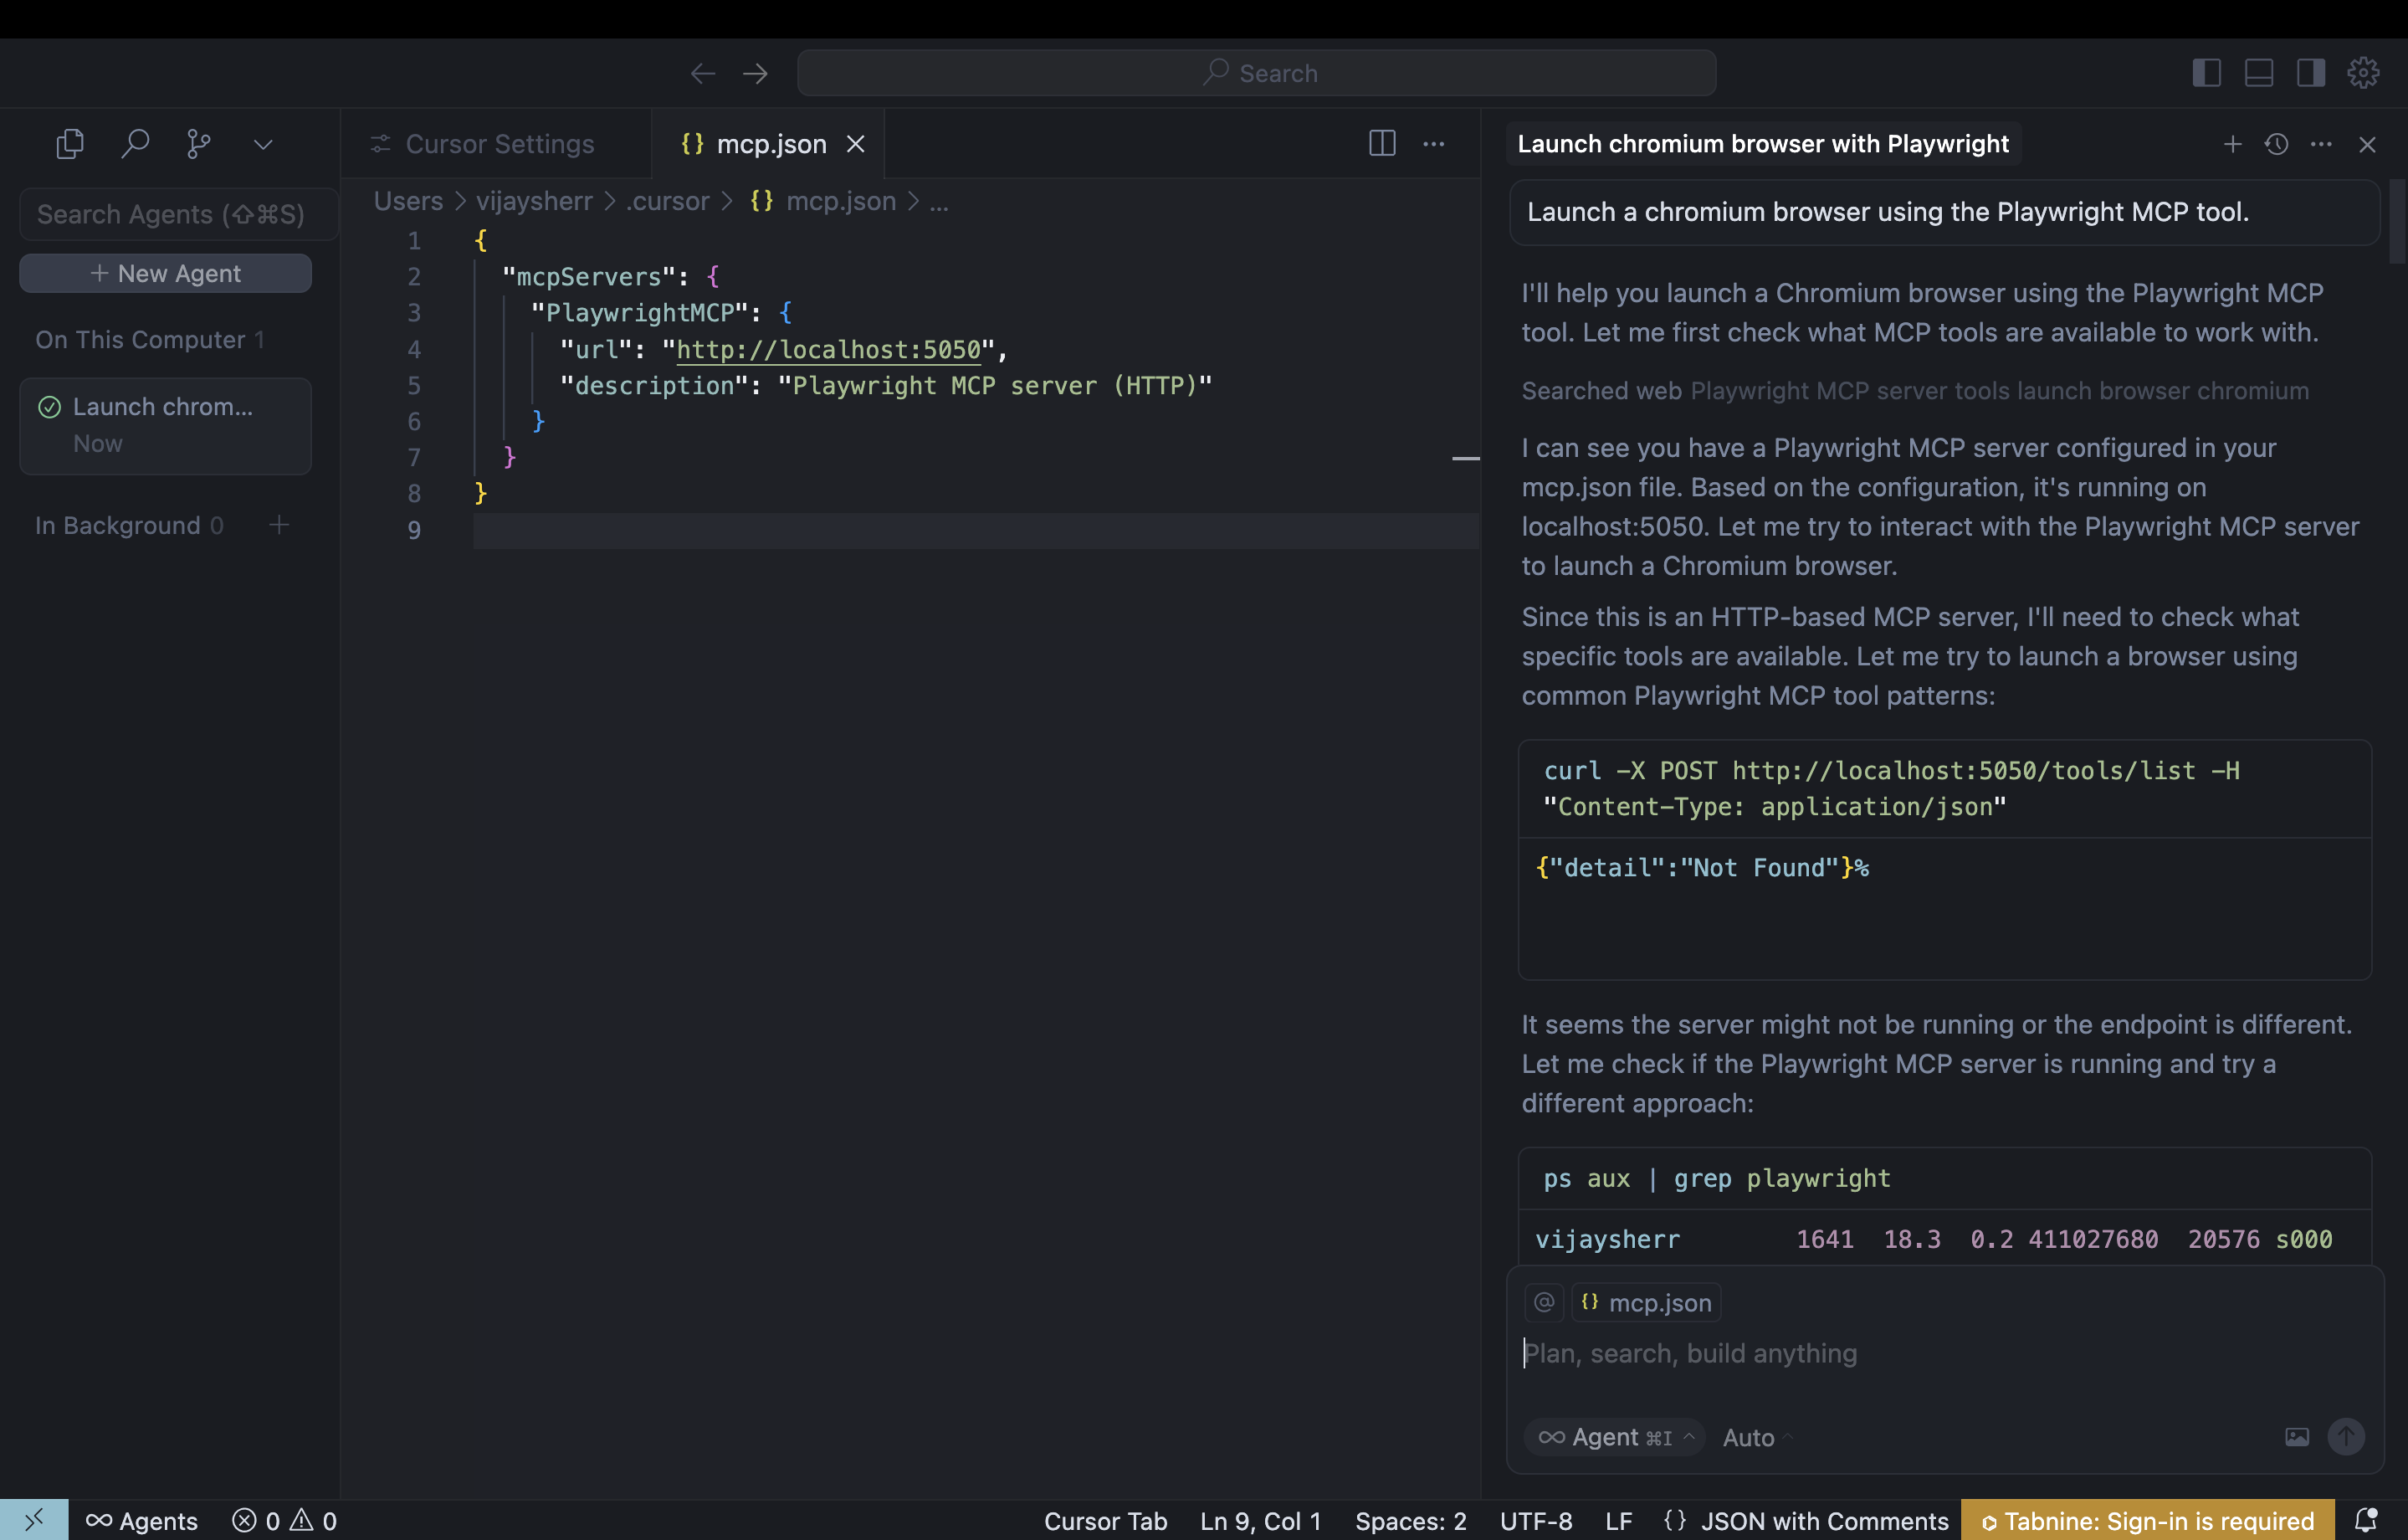 Search
Search Agents (⇧⌘S)
+ New Agent
On This Computer 1
Launch chrom...
Now
In Background 0 +
Cursor Settings
{} mcp.json
Users > vijaysherr > .cursor > {} mcp.json > ...
1 {
2 "mcpServers": {
3 "PlaywrightMCP": {
4 "url": "http://localhost:5050",
5 "description": "Playwright MCP server (HTTP)"
6 }
7 }
8 }
9
Launch chromium browser with Playwright
Launch a chromium browser using the Playwright MCP tool.
I'll help you launch a Chromium browser using the Playwright MCP
tool. Let me first check what MCP tools are available to work with.
Searched web Playwright MCP server tools launch browser chromium
I can see you have a Playwright MCP server configured in your
mcp.json file. Based on the configuration, it's running on
localhost:5050. Let me try to interact with the Playwright MCP server
to launch a Chromium browser.
Since this is an HTTP-based MCP server, I'll need to check what
specific tools are available. Let me try to launch a browser using
common Playwright MCP tool patterns:
curl -X POST http://localhost:5050/tools/list -H
"Content-Type: application/json"
{"detail":"Not Found"}%
It seems the server might not be running or the endpoint is different.
Let me check if the Playwright MCP server is running and try a
different approach:
ps aux | grep playwright
vijaysherr 1641 18.3 0.2 411027680 20576 s000
@ {} mcp.json
Plan, search, build anything
Agent ⌘I Auto
Agents 0 0
Cursor Tab Ln 9, Col 1 Spaces: 2 UTF-8 LF {} JSON with Comments Tabnine: Sign-in is required